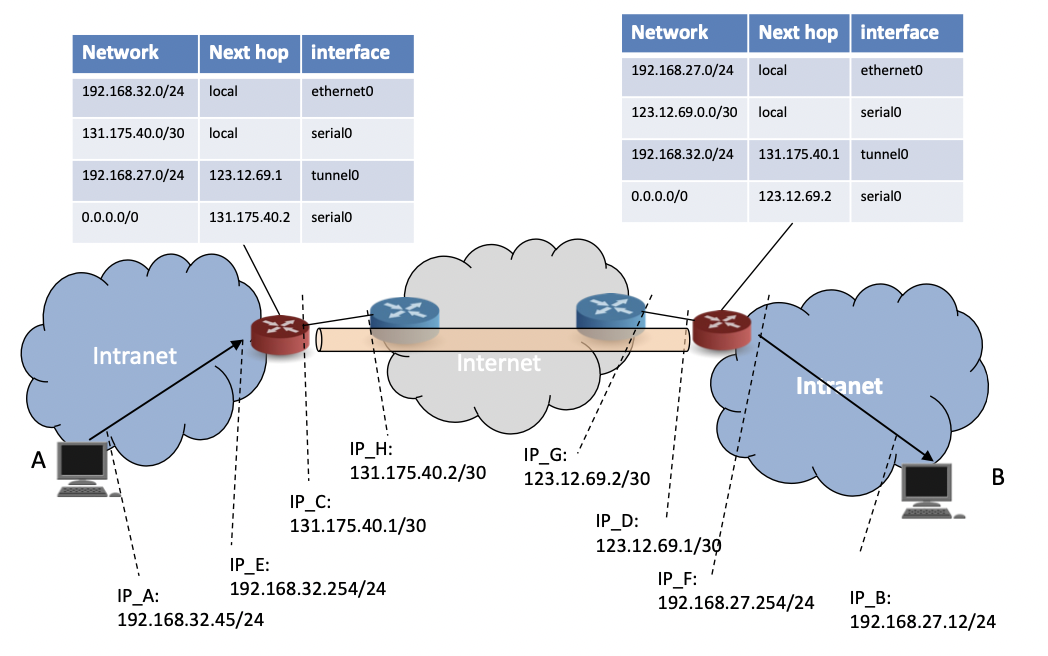 Network Next hop interface
192.168.32.0/24 local ethernet0
131.175.40.0/30 local serial0
192.168.27.0/24 123.12.69.1 tunnel0
0.0.0.0/0 131.175.40.2 serial0
Network Next hop interface
192.168.27.0/24 local ethernet0
123.12.69.0.0/30 local serial0
192.168.32.0/24 131.175.40.1 tunnel0
0.0.0.0/0 123.12.69.2 serial0
Intranet
Internet
Intranet
A
B
IP_H:
131.175.40.2/30
IP_G:
123.12.69.2/30
IP_C:
131.175.40.1/30
IP_D:
123.12.69.1/30
IP_E:
192.168.32.254/24
IP_F:
192.168.27.254/24
IP_A:
192.168.32.45/24
IP_B:
192.168.27.12/24